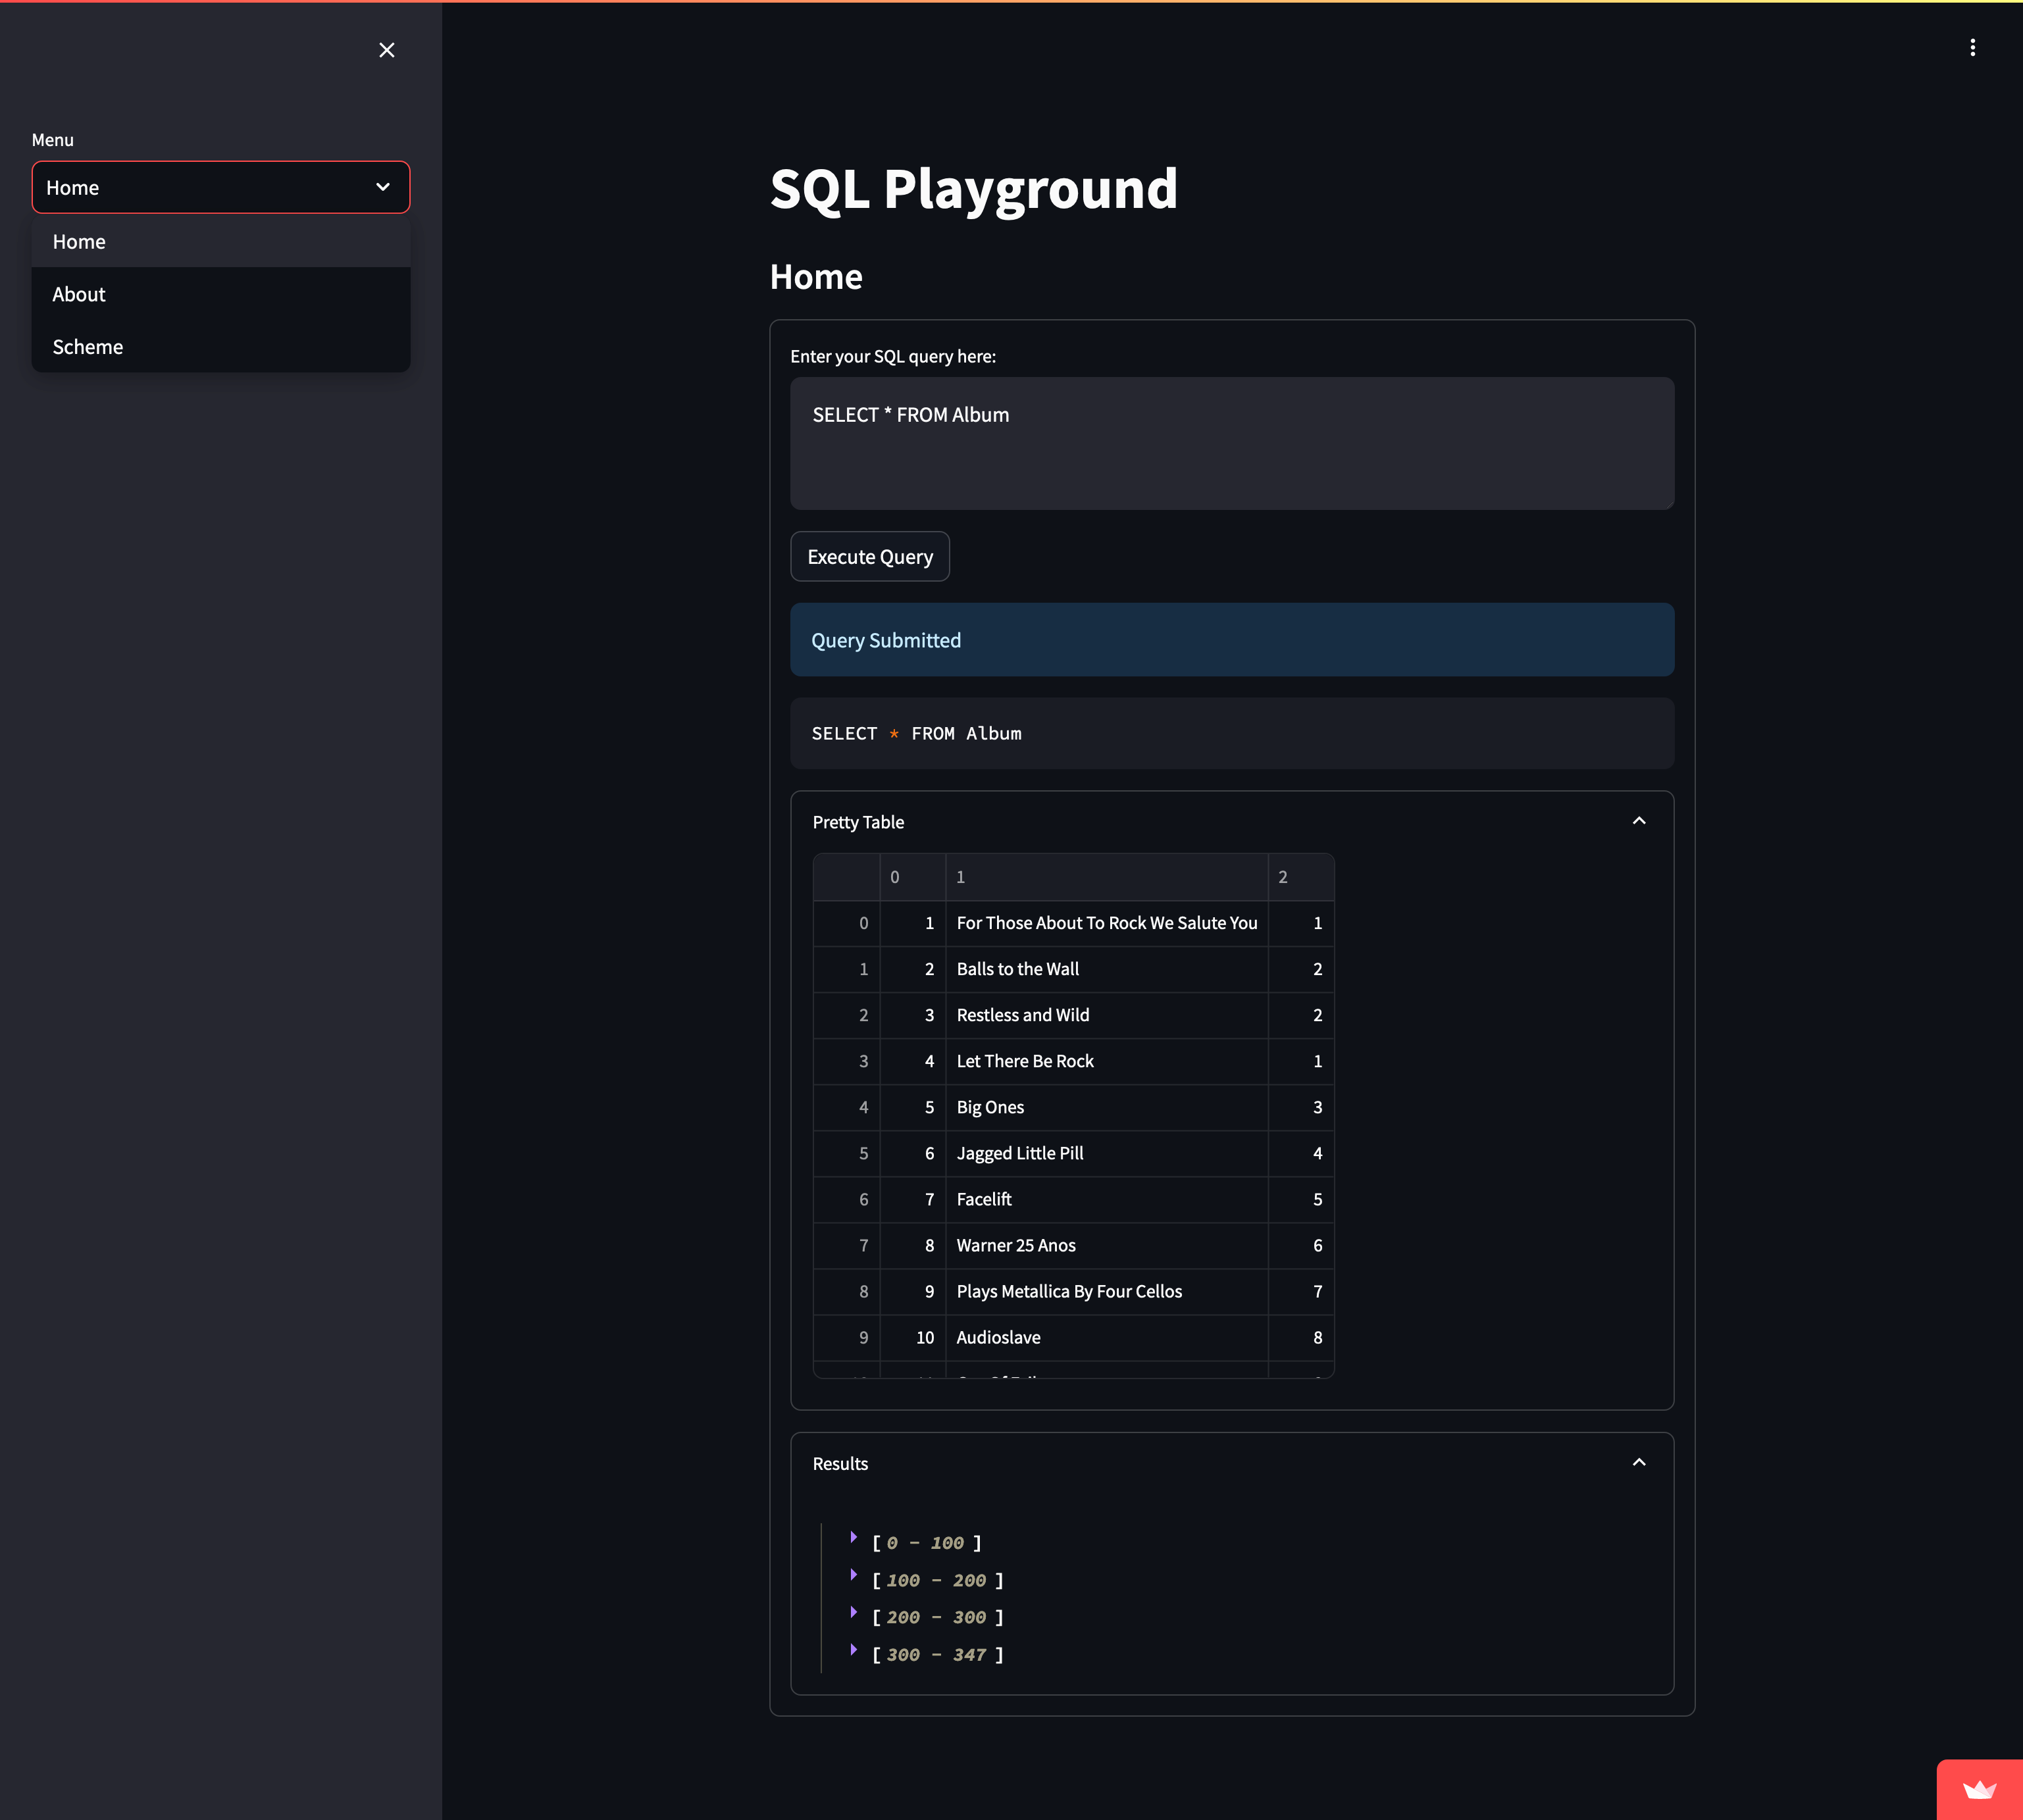 Menu
Home
Home
About
Scheme
SQL Playground
Home
Enter your SQL query here:
SELECT * FROM Album
Execute Query
Query Submitted
SELECT * FROM Album
Pretty Table
0 1 2
0 1 For Those About To Rock We Salute You 1
1 2 Balls to the Wall 2
2 3 Restless and Wild 2
3 4 Let There Be Rock 1
4 5 Big Ones 3
5 6 Jagged Little Pill 4
6 7 Facelift 5
7 8 Warner 25 Anos 6
8 9 Plays Metallica By Four Cellos 7
9 10 Audioslave 8
Results
[ 0 – 100 ]
[ 100 – 200 ]
[ 200 – 300 ]
[ 300 – 347 ]